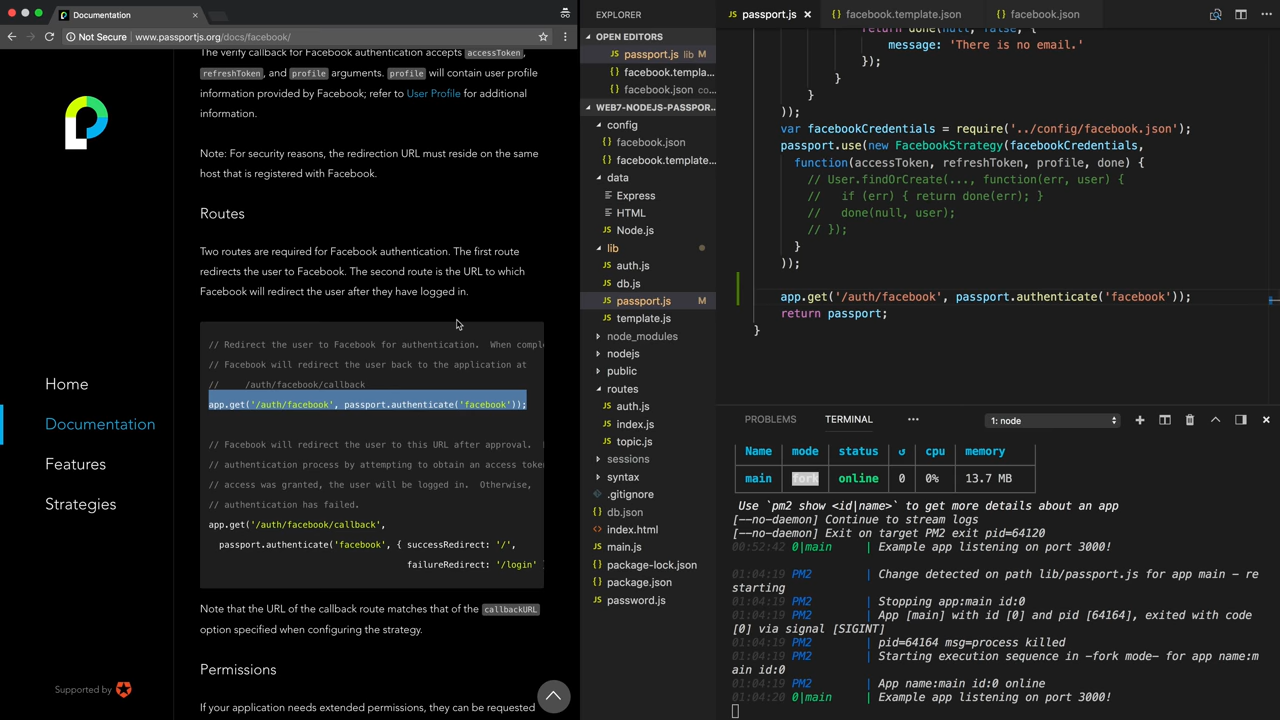 Documentation
Not Secure
www.passportjs.org/docs/facebook/
The verify callback for Facebook authentication accepts accessToken,
refreshToken, and profile arguments. profile will contain user profile
information provided by Facebook; refer to User Profile for additional
information.
Note: For security reasons, the redirection URL must reside on the same
host that is registered with Facebook.
Routes
Two routes are required for Facebook authentication. The first route
redirects the user to Facebook. The second route is the URL to which
Facebook will redirect the user after they have logged in.
// Redirect the user to Facebook for authentication.  When comple
// Facebook will redirect the user back to the application at
//     /auth/facebook/callback
app.get('/auth/facebook', passport.authenticate('facebook'));
// Facebook will redirect the user to this URL after approval.
// authentication process by attempting to obtain an access token
// access was granted, the user will be logged in.  Otherwise,
// authentication has failed.
app.get('/auth/facebook/callback',
passport.authenticate('facebook', { successRedirect: '/',
failureRedirect: '/login'
Note that the URL of the callback route matches that of the callbackURL
option specified when configuring the strategy.
Permissions
If your application needs extended permissions, they can be requested
Home
Documentation
Features
Strategies
Supported by
EXPLORER
OPEN EDITORS
JS passport.js lib M
{} facebook.templa...
{} facebook.json co...
WEB7-NODEJS-PASSPOR...
config
{} facebook.json
{} facebook.template...
data
Express
HTML
Node.js
lib
JS auth.js
JS db.js
JS passport.js M
JS template.js
node_modules
nodejs
public
routes
JS auth.js
JS index.js
JS topic.js
sessions
syntax
.gitignore
{} db.json
<> index.html
JS main.js
{} package-lock.json
{} package.json
JS password.js
JS passport.js
{} facebook.template.json
{} facebook.json
return done(null, false, {
message: 'There is no email.'
});
}
}
));
var facebookCredentials = require('../config/facebook.json');
passport.use(new FacebookStrategy(facebookCredentials,
function(accessToken, refreshToken, profile, done) {
// User.findOrCreate(..., function(err, user) {
//   if (err) { return done(err); }
//   done(null, user);
// });
}
));
app.get('/auth/facebook', passport.authenticate('facebook'));
return passport;
}
PROBLEMS
TERMINAL
1: node
Name mode status ↺ cpu memory
main fork online 0 0% 13.7 MB
Use `pm2 show <id|name>` to get more details about an app
[--no-daemon] Continue to stream logs
[--no-daemon] Exit on target PM2 exit pid=64120
00:52:42 0|main | Example app listening on port 3000!
01:04:19 PM2 | Change detected on path lib/passport.js for app main - re
starting
01:04:19 PM2 | Stopping app:main id:0
01:04:19 PM2 | App [main] with id [0] and pid [64164], exited with code
[0] via signal [SIGINT]
01:04:19 PM2 | pid=64164 msg=process killed
01:04:19 PM2 | Starting execution sequence in -fork mode- for app name:m
ain id:0
01:04:19 PM2 | App name:main id:0 online
01:04:20 0|main | Example app listening on port 3000!